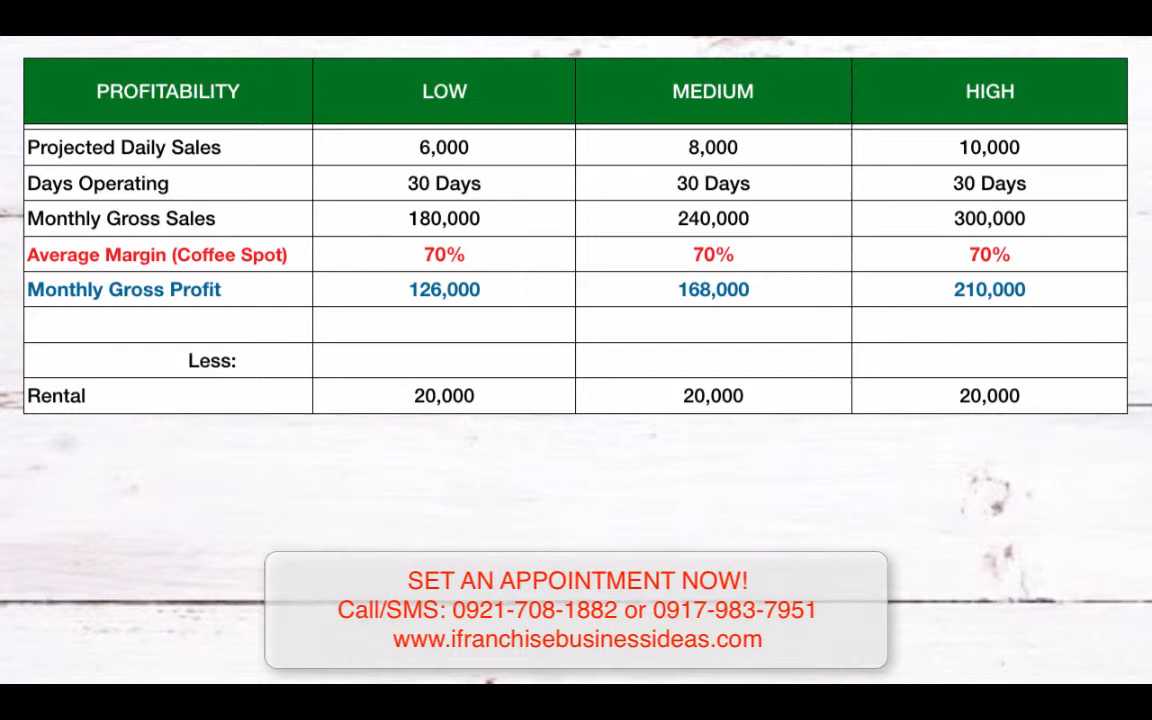 PROFITABILITY LOW MEDIUM HIGH
Projected Daily Sales 6,000 8,000 10,000
Days Operating 30 Days 30 Days 30 Days
Monthly Gross Sales 180,000 240,000 300,000
Average Margin (Coffee Spot) 70% 70% 70%
Monthly Gross Profit 126,000 168,000 210,000
Less:
Rental 20,000 20,000 20,000
SET AN APPOINTMENT NOW!
Call/SMS: 0921-708-1882 or 0917-983-7951
www.ifranchisebusinessideas.com